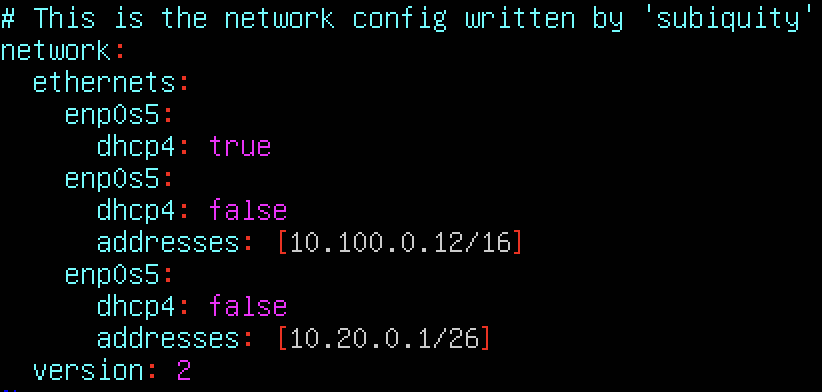 # This is the network config written by 'subiquity'
network:
  ethernets:
    enp0s5:
      dhcp4: true
    enp0s5:
      dhcp4: false
      addresses: [10.100.0.12/16]
    enp0s5:
      dhcp4: false
      addresses: [10.20.0.1/26]
  version: 2